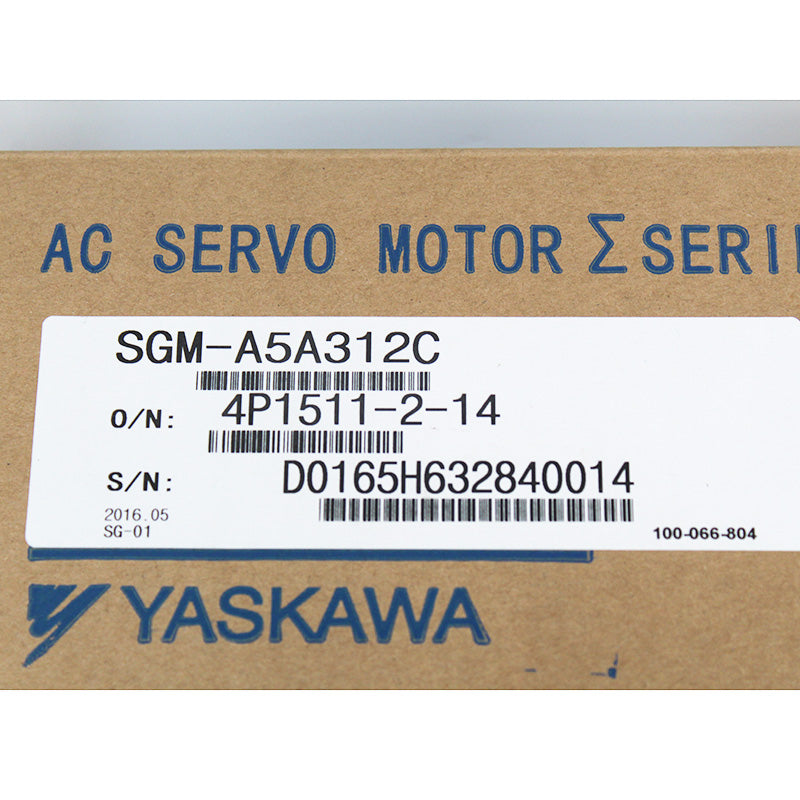 AC SERVO MOTOR Σ SERI
SGM-A5A312C
O/N: 4P1511-2-14
S/N: D0165H632840014
2016.05
SG-01
100-066-804
YASKAWA